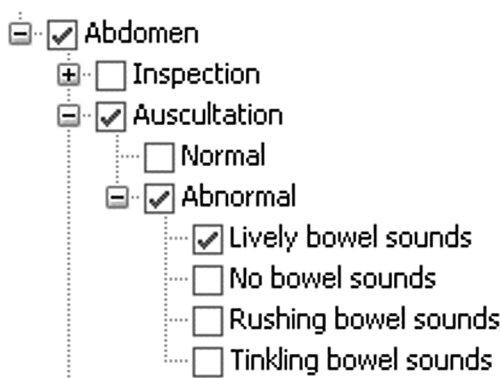 Abdomen
Inspection
Auscultation
Normal
Abnormal
Lively bowel sounds
No bowel sounds
Rushing bowel sounds
Tinkling bowel sounds